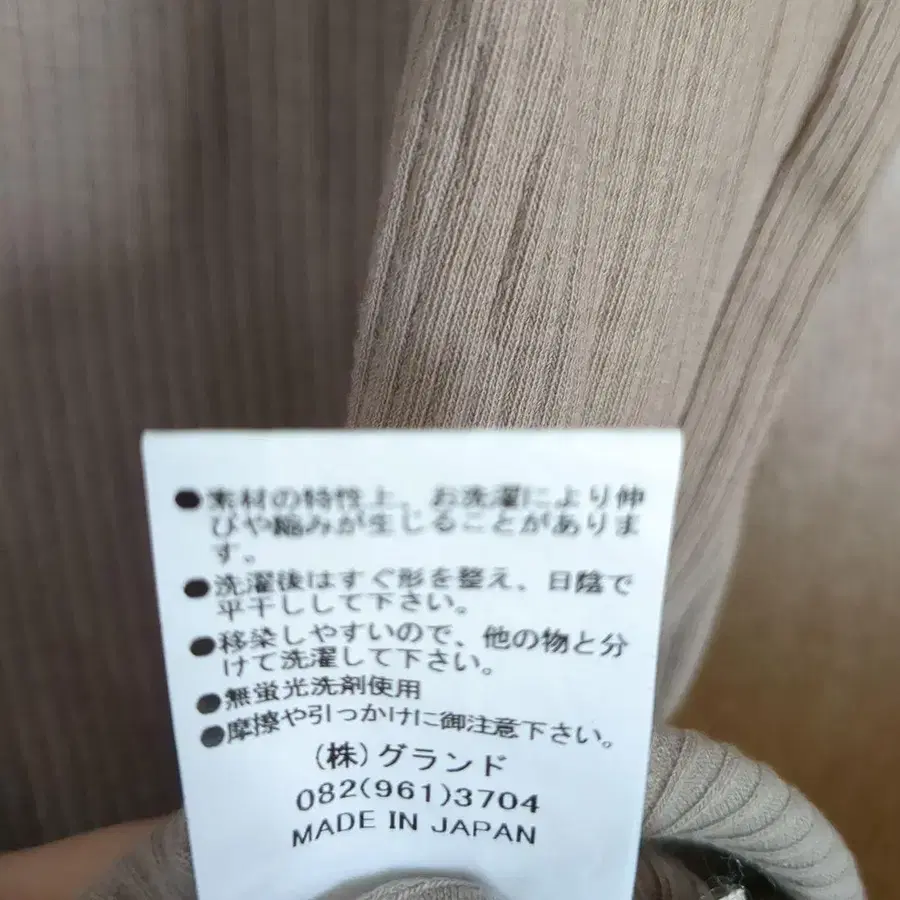 ●素材の特性上、お洗濯により伸
びや縮みが生じることがありま
す。
●洗濯後はすぐ形を整え、日陰で
平干しして下さい。
●移染しやすいので、他の物と分
けて洗濯して下さい。
●無蛍光洗剤使用
●摩擦や引っかけに御注意下さい。
(株)グランド
082(961)3704
MADE IN JAPAN